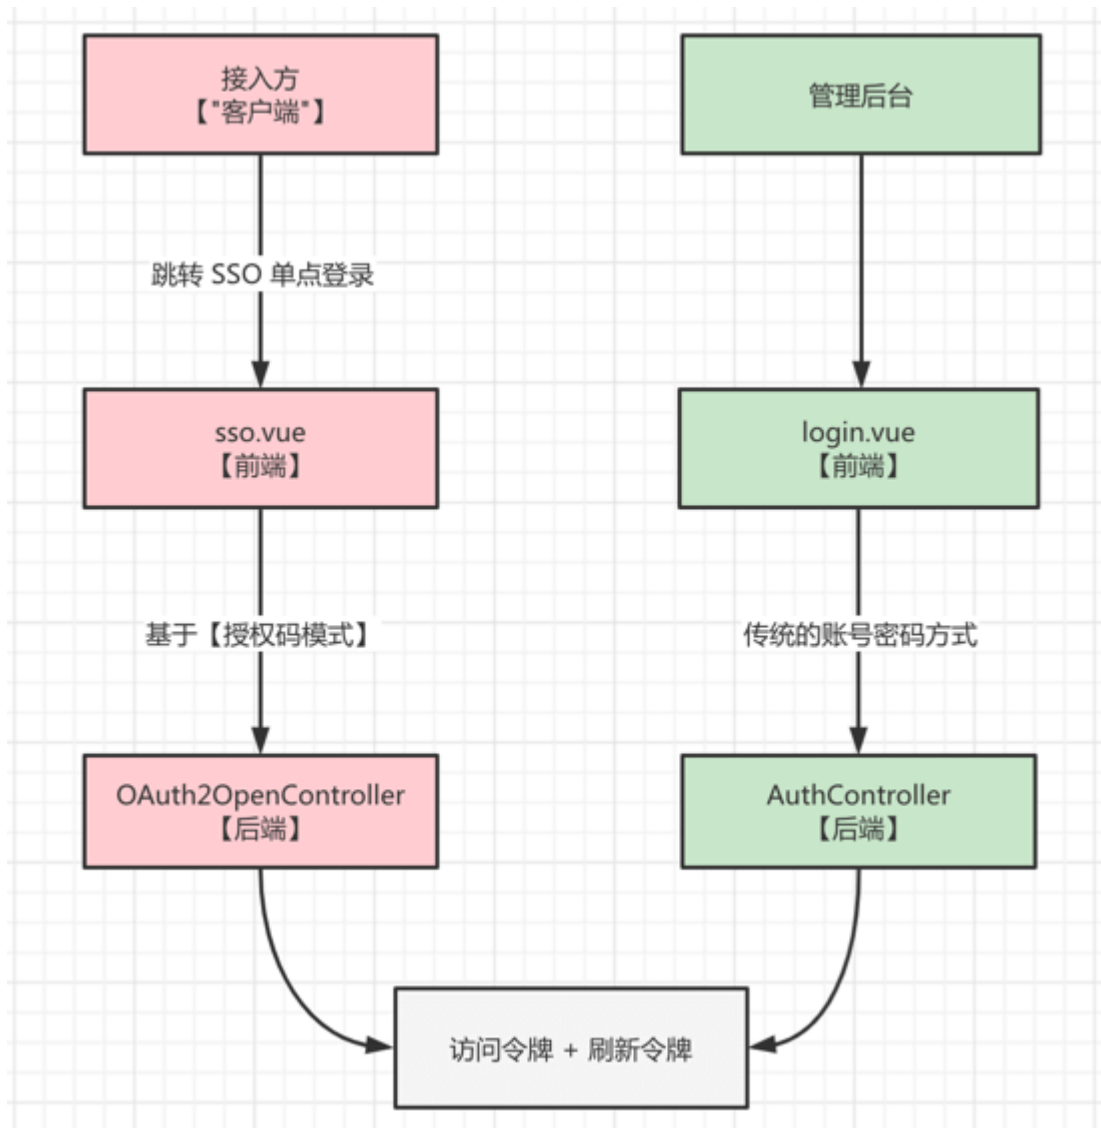 接入方
【"客户端"】
管理后台
跳转 SSO 单点登录
sso.vue
【前端】
login.vue
【前端】
基于【授权码模式】
传统的账号密码方式
OAuth2OpenController
【后端】
AuthController
【后端】
访问令牌 + 刷新令牌